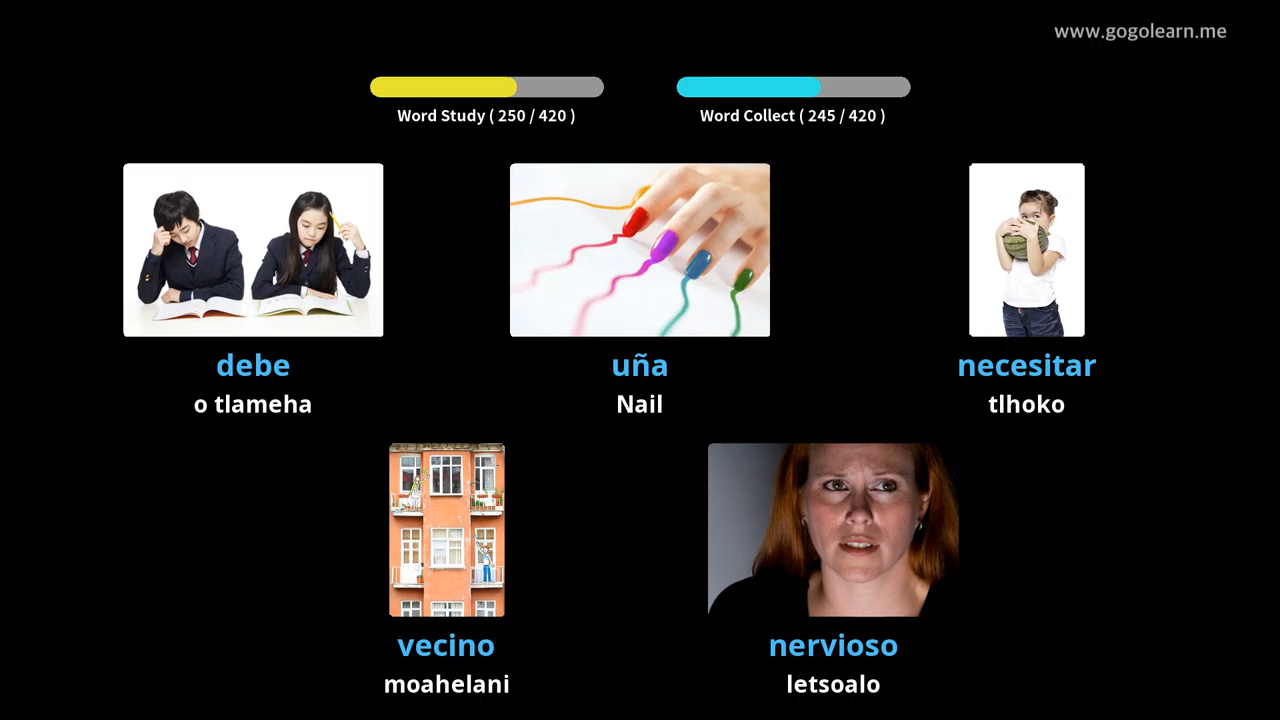 www.gogolearn.me
Word Study ( 250 / 420 )
Word Collect ( 245 / 420 )
debe
o tlameha
uña
Nail
necesitar
tlhoko
vecino
moahelani
nervioso
letsoalo